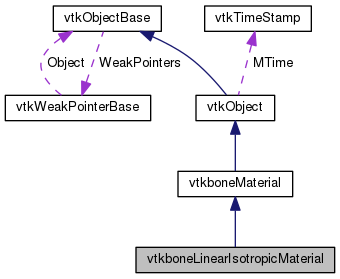 vtkObjectBase
vtkTimeStamp
Object
WeakPointers
MTime
vtkWeakPointerBase
vtkObject
vtkboneMaterial
vtkboneLinearIsotropicMaterial